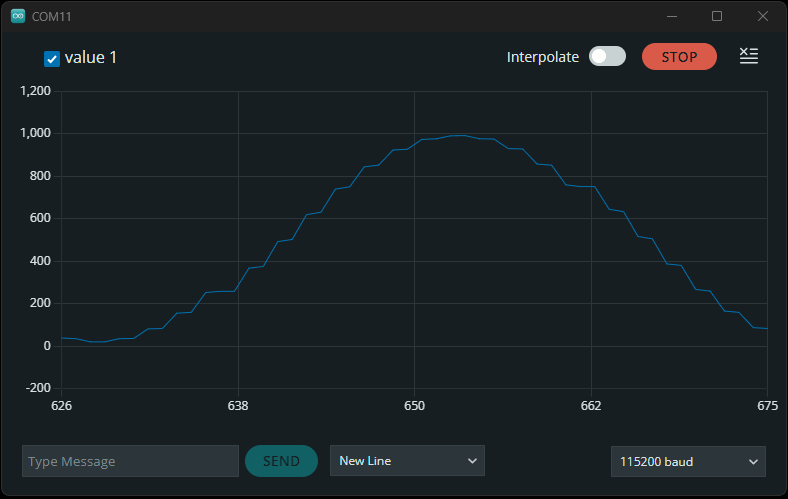 COM11
value 1
Interpolate
STOP
1,200
1,000
800
600
400
200
0
-200
626 638 650 662 675
Type Message
SEND
New Line
115200 baud